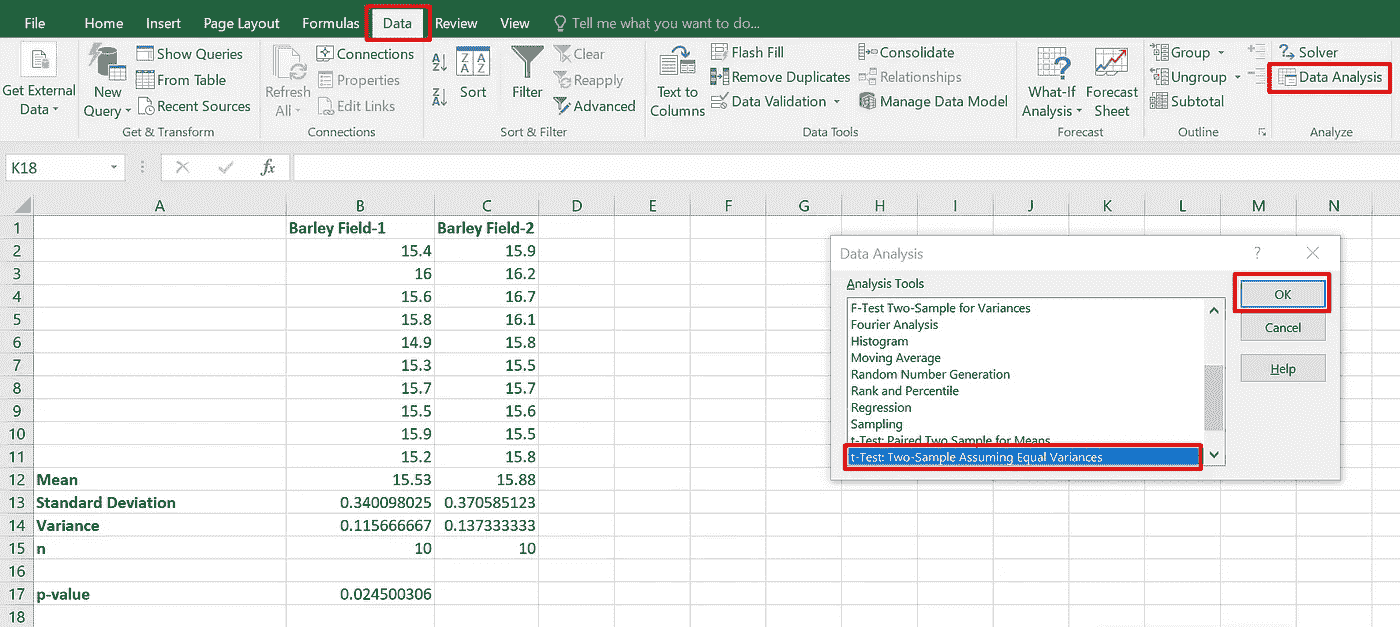 File Home Insert Page Layout Formulas Data Review View Tell me what you want to do...
Get External Data
New Query
Show Queries
From Table
Recent Sources
Get & Transform
Refresh All
Connections
Properties
Edit Links
Connections
Sort
Filter
Clear
Reapply
Advanced
Sort & Filter
Text to Columns
Flash Fill
Remove Duplicates
Data Validation
Consolidate
Relationships
Manage Data Model
Data Tools
What-If Analysis
Forecast Sheet
Forecast
Group
Ungroup
Subtotal
Outline
Solver
Data Analysis
Analyze
K18 fx
A B C D E F G H I J K L M N
1 Barley Field-1 Barley Field-2
2 15.4 15.9
3 16 16.2
4 15.6 16.7
5 15.8 16.1
6 14.9 15.8
7 15.3 15.5
8 15.7 15.7
9 15.5 15.6
10 15.9 15.5
11 15.2 15.8
12 Mean 15.53 15.88
13 Standard Deviation 0.340098025 0.370585123
14 Variance 0.115666667 0.137333333
15 n 10 10
16
17 p-value 0.024500306
18
Data Analysis ?
Analysis Tools
F-Test Two-Sample for Variances
Fourier Analysis
Histogram
Moving Average
Random Number Generation
Rank and Percentile
Regression
Sampling
t-Test: Paired Two Sample for Means
t-Test: Two-Sample Assuming Equal Variances
OK
Cancel
Help